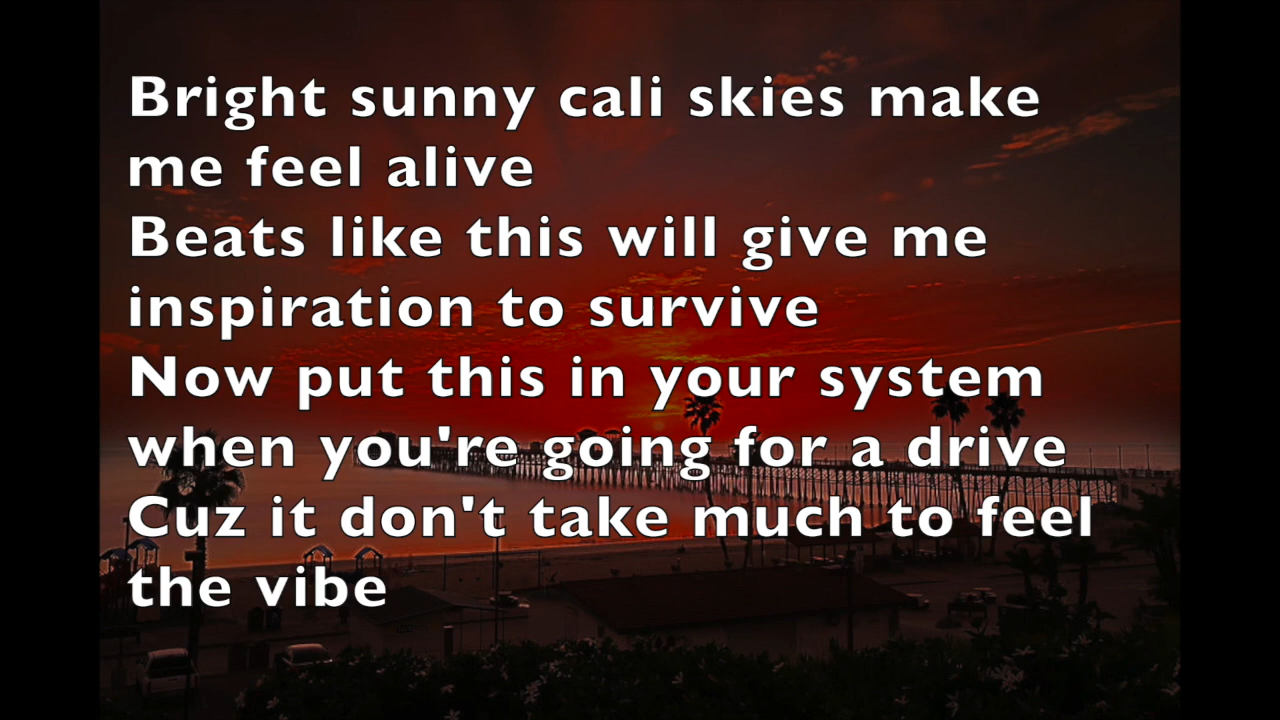 Bright sunny cali skies make
me feel alive
Beats like this will give me
inspiration to survive
Now put this in your system
when you're going for a drive
Cuz it don't take much to feel
the vibe